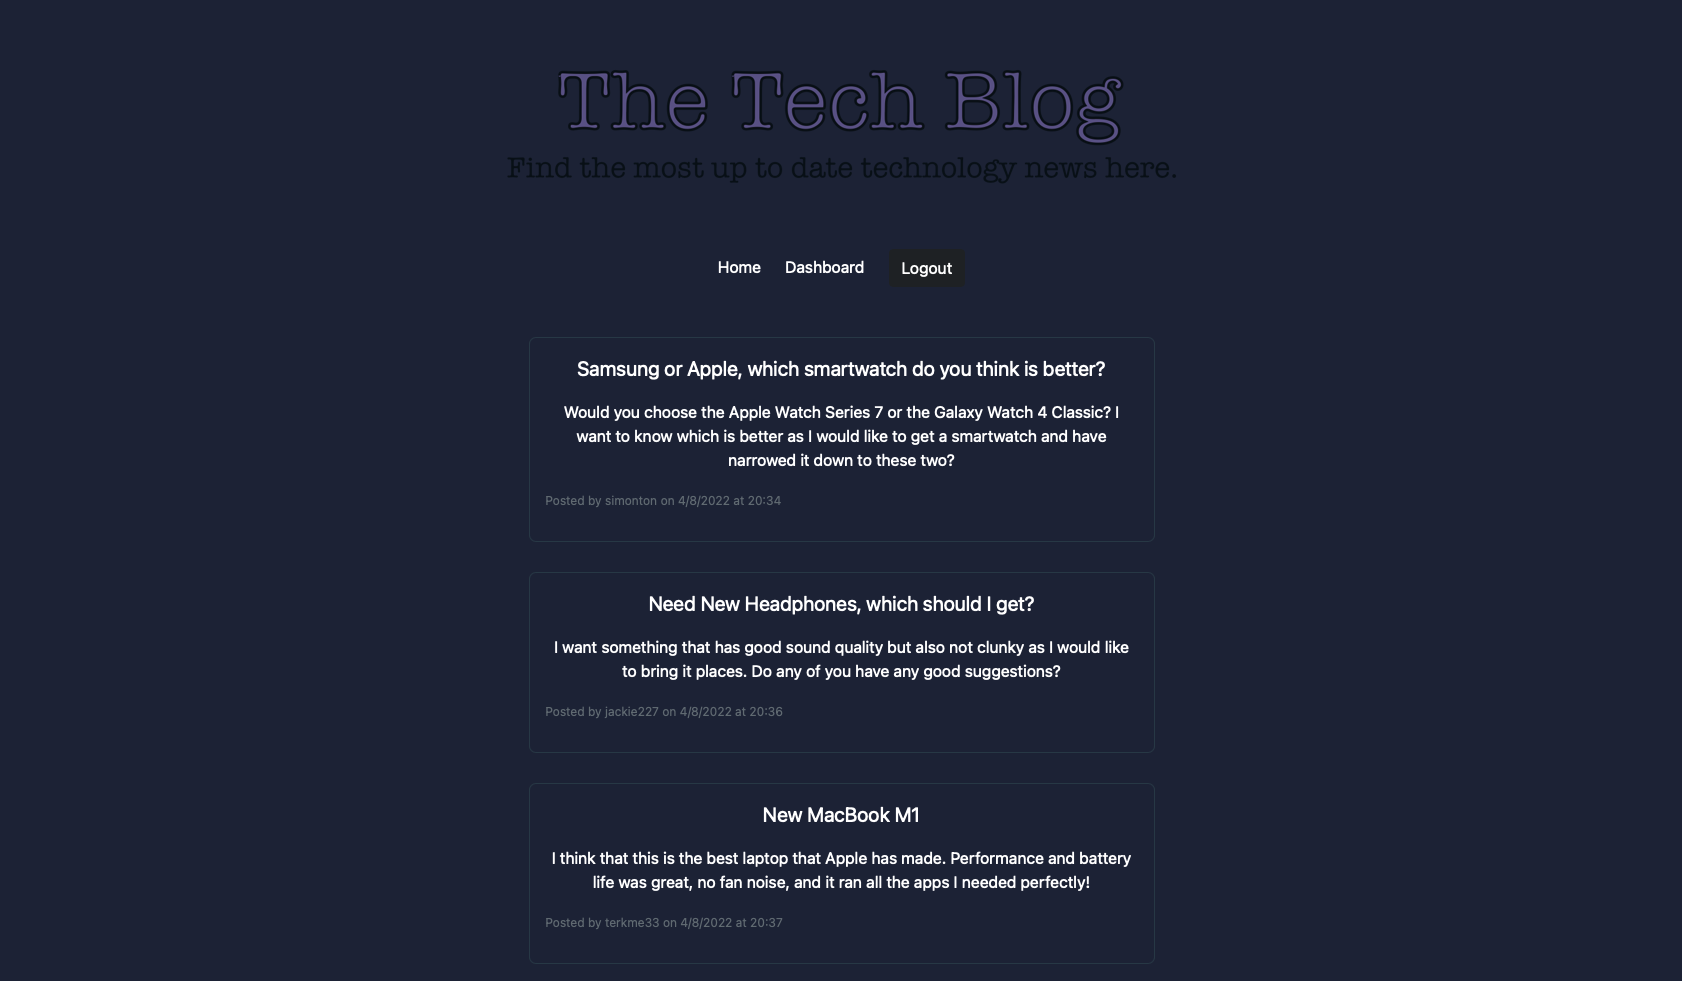 The Tech Blog
Find the most up to date technology news here.
Home Dashboard Logout
Samsung or Apple, which smartwatch do you think is better?
Would you choose the Apple Watch Series 7 or the Galaxy Watch 4 Classic? I
want to know which is better as I would like to get a smartwatch and have
narrowed it down to these two?
Posted by simonton on 4/8/2022 at 20:34
Need New Headphones, which should I get?
I want something that has good sound quality but also not clunky as I would like
to bring it places. Do any of you have any good suggestions?
Posted by jackie227 on 4/8/2022 at 20:36
New MacBook M1
I think that this is the best laptop that Apple has made. Performance and battery
life was great, no fan noise, and it ran all the apps I needed perfectly!
Posted by terkme33 on 4/8/2022 at 20:37